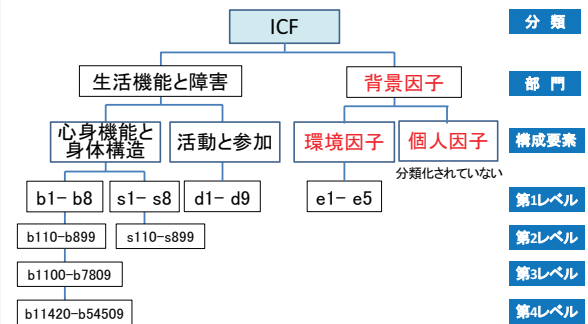 ICF
分類
生活機能と障害
背景因子
部門
心身機能と
身体構造
活動と参加
環境因子
個人因子
構成要素
分類化されていない
b1− b8
s1− s8
d1− d9
e1− e5
第1レベル
b110−b899
s110−s899
第2レベル
b1100−b7809
第3レベル
b11420−b54509
第4レベル